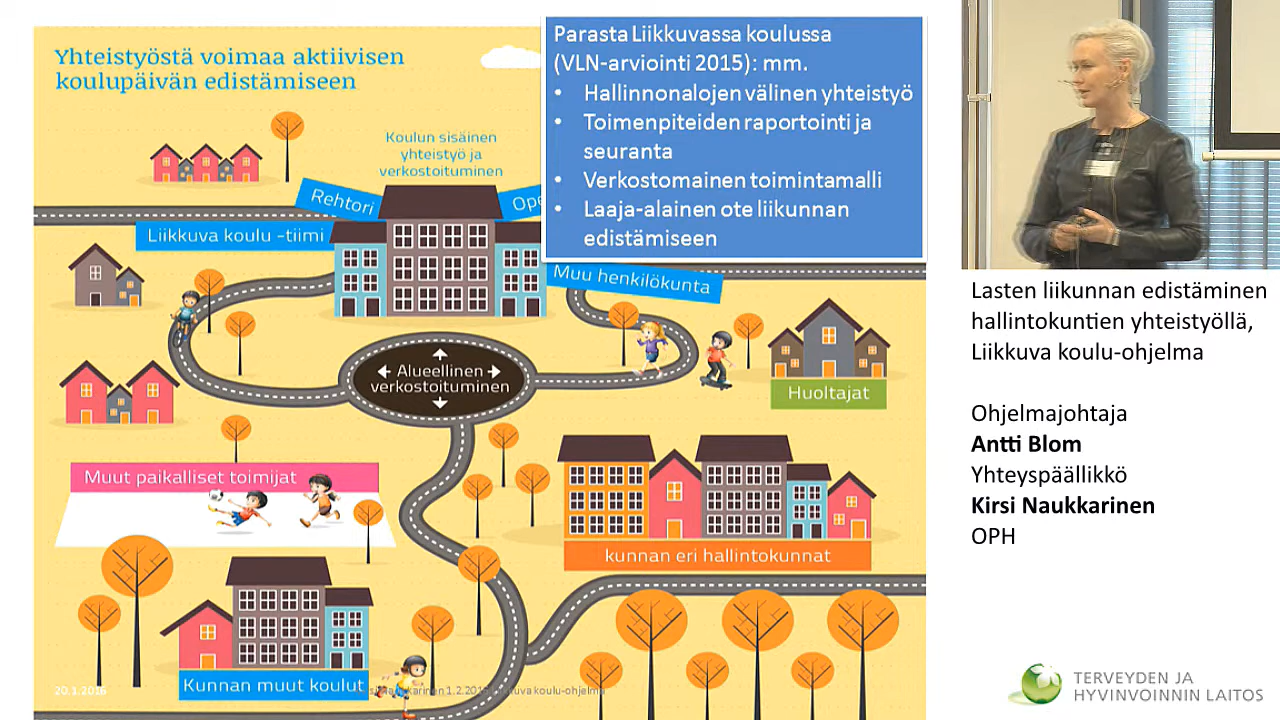 Yhteistyöstä voimaa aktiivisen
koulupäivän edistämiseen
Koulun sisäinen
yhteistyö ja
verkostoituminen
Rehtori
Liikkuva koulu -tiimi
Parasta Liikkuvassa koulussa
(VLN-arviointi 2015): mm.
• Hallinnonalojen välinen yhteistyö
• Toimenpiteiden raportointi ja
seuranta
• Verkostomainen toimintamalli
• Laaja-alainen ote liikunnan
edistämiseen
Muu henkilökunta
Alueellinen
verkostoituminen
Huoltajat
Muut paikalliset toimijat
kunnan eri hallintokunnat
Kunnan muut koulut
20.1.2016
Lasten liikunnan edistäminen
hallintokuntien yhteistyöllä,
Liikkuva koulu-ohjelma
Ohjelmajohtaja
Antti Blom
Yhteyspäällikkö
Kirsi Naukkarinen
OPH
TERVEYDEN JA
HYVINVOINNIN LAITOS